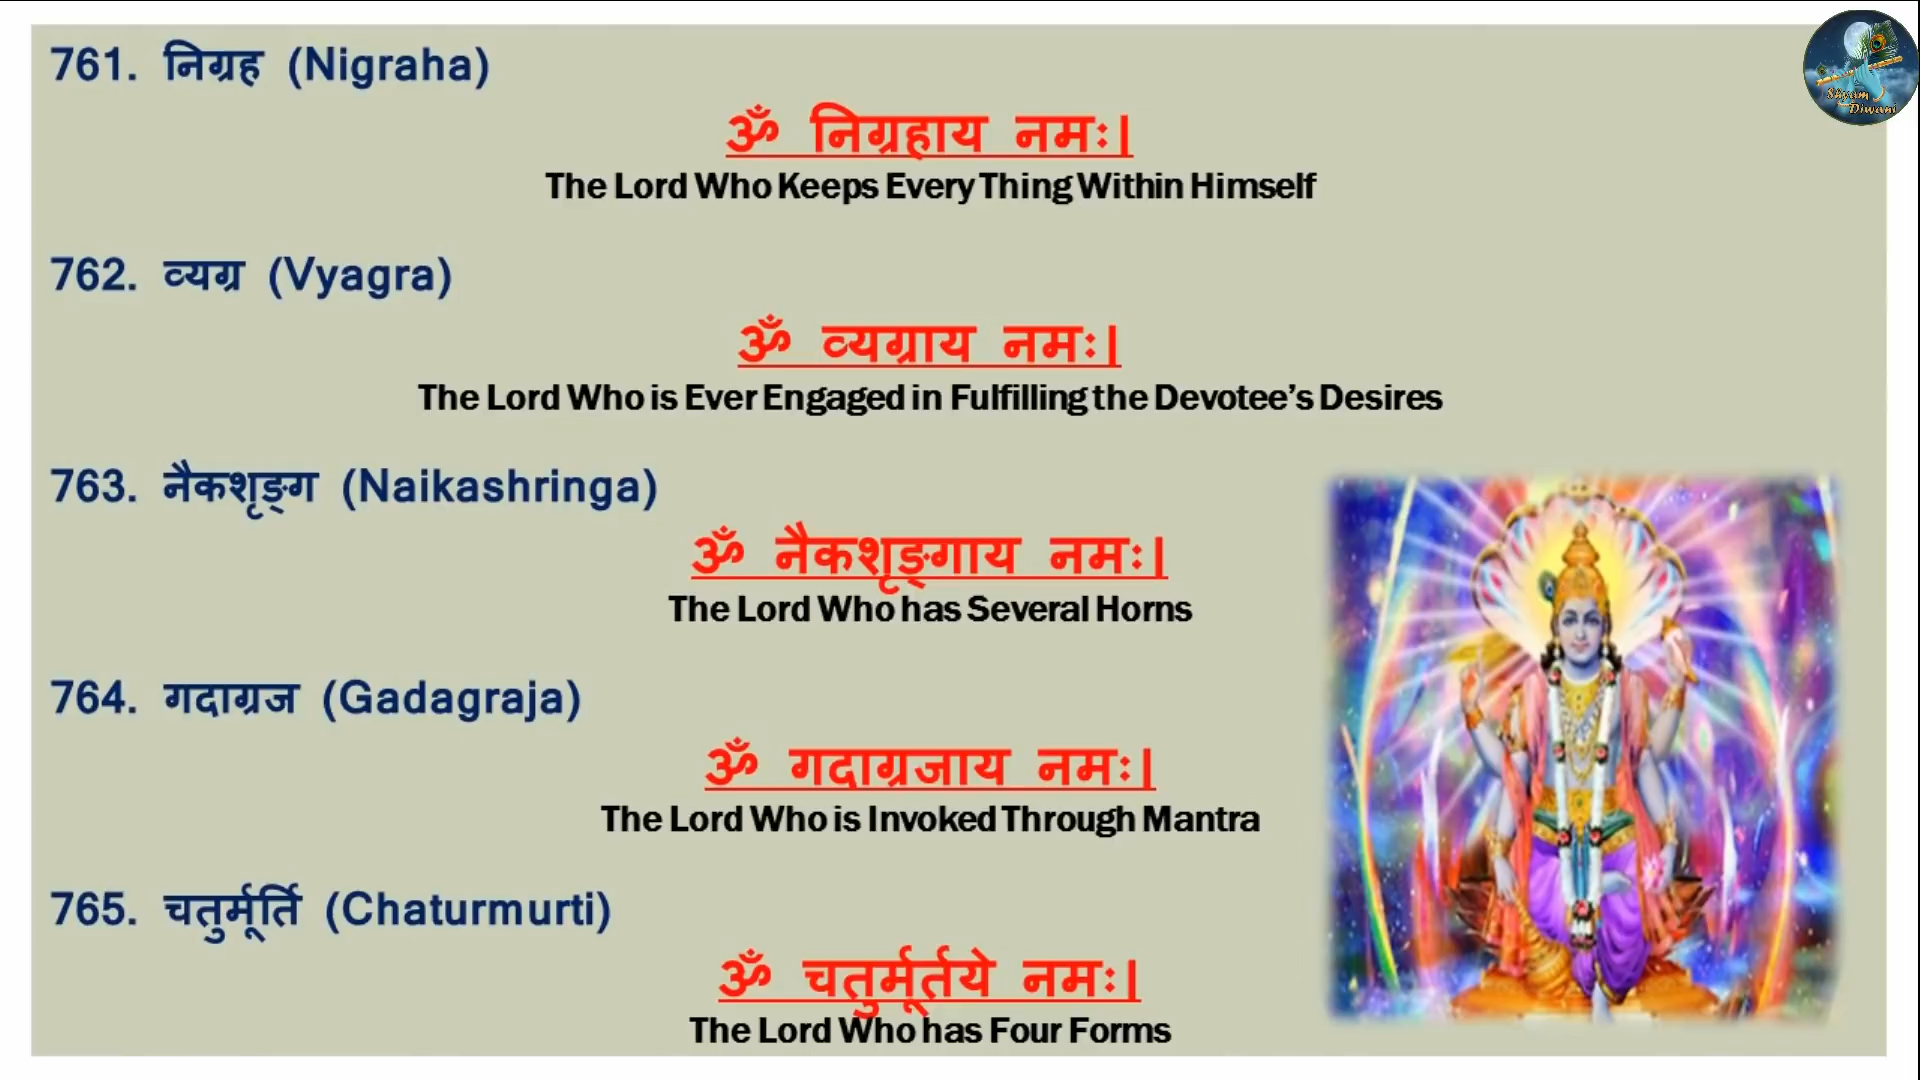 Shyam
Diwani
761. निग्रह (Nigraha)
ॐ निग्रहाय नमः|
The Lord Who Keeps Every Thing Within Himself
762. व्यग्र (Vyagra)
ॐ व्यग्राय नमः|
The Lord Who is Ever Engaged in Fulfilling the Devotee’s Desires
763. नैकशृङ्ग (Naikashringa)
ॐ नैकशृङ्गाय नमः|
The Lord Who has Several Horns
764. गदाग्रज (Gadagraja)
ॐ गदाग्रजाय नमः|
The Lord Who is Invoked Through Mantra
765. चतुर्मूर्ति (Chaturmurti)
ॐ चतुर्मूर्तये नमः|
The Lord Who has Four Forms